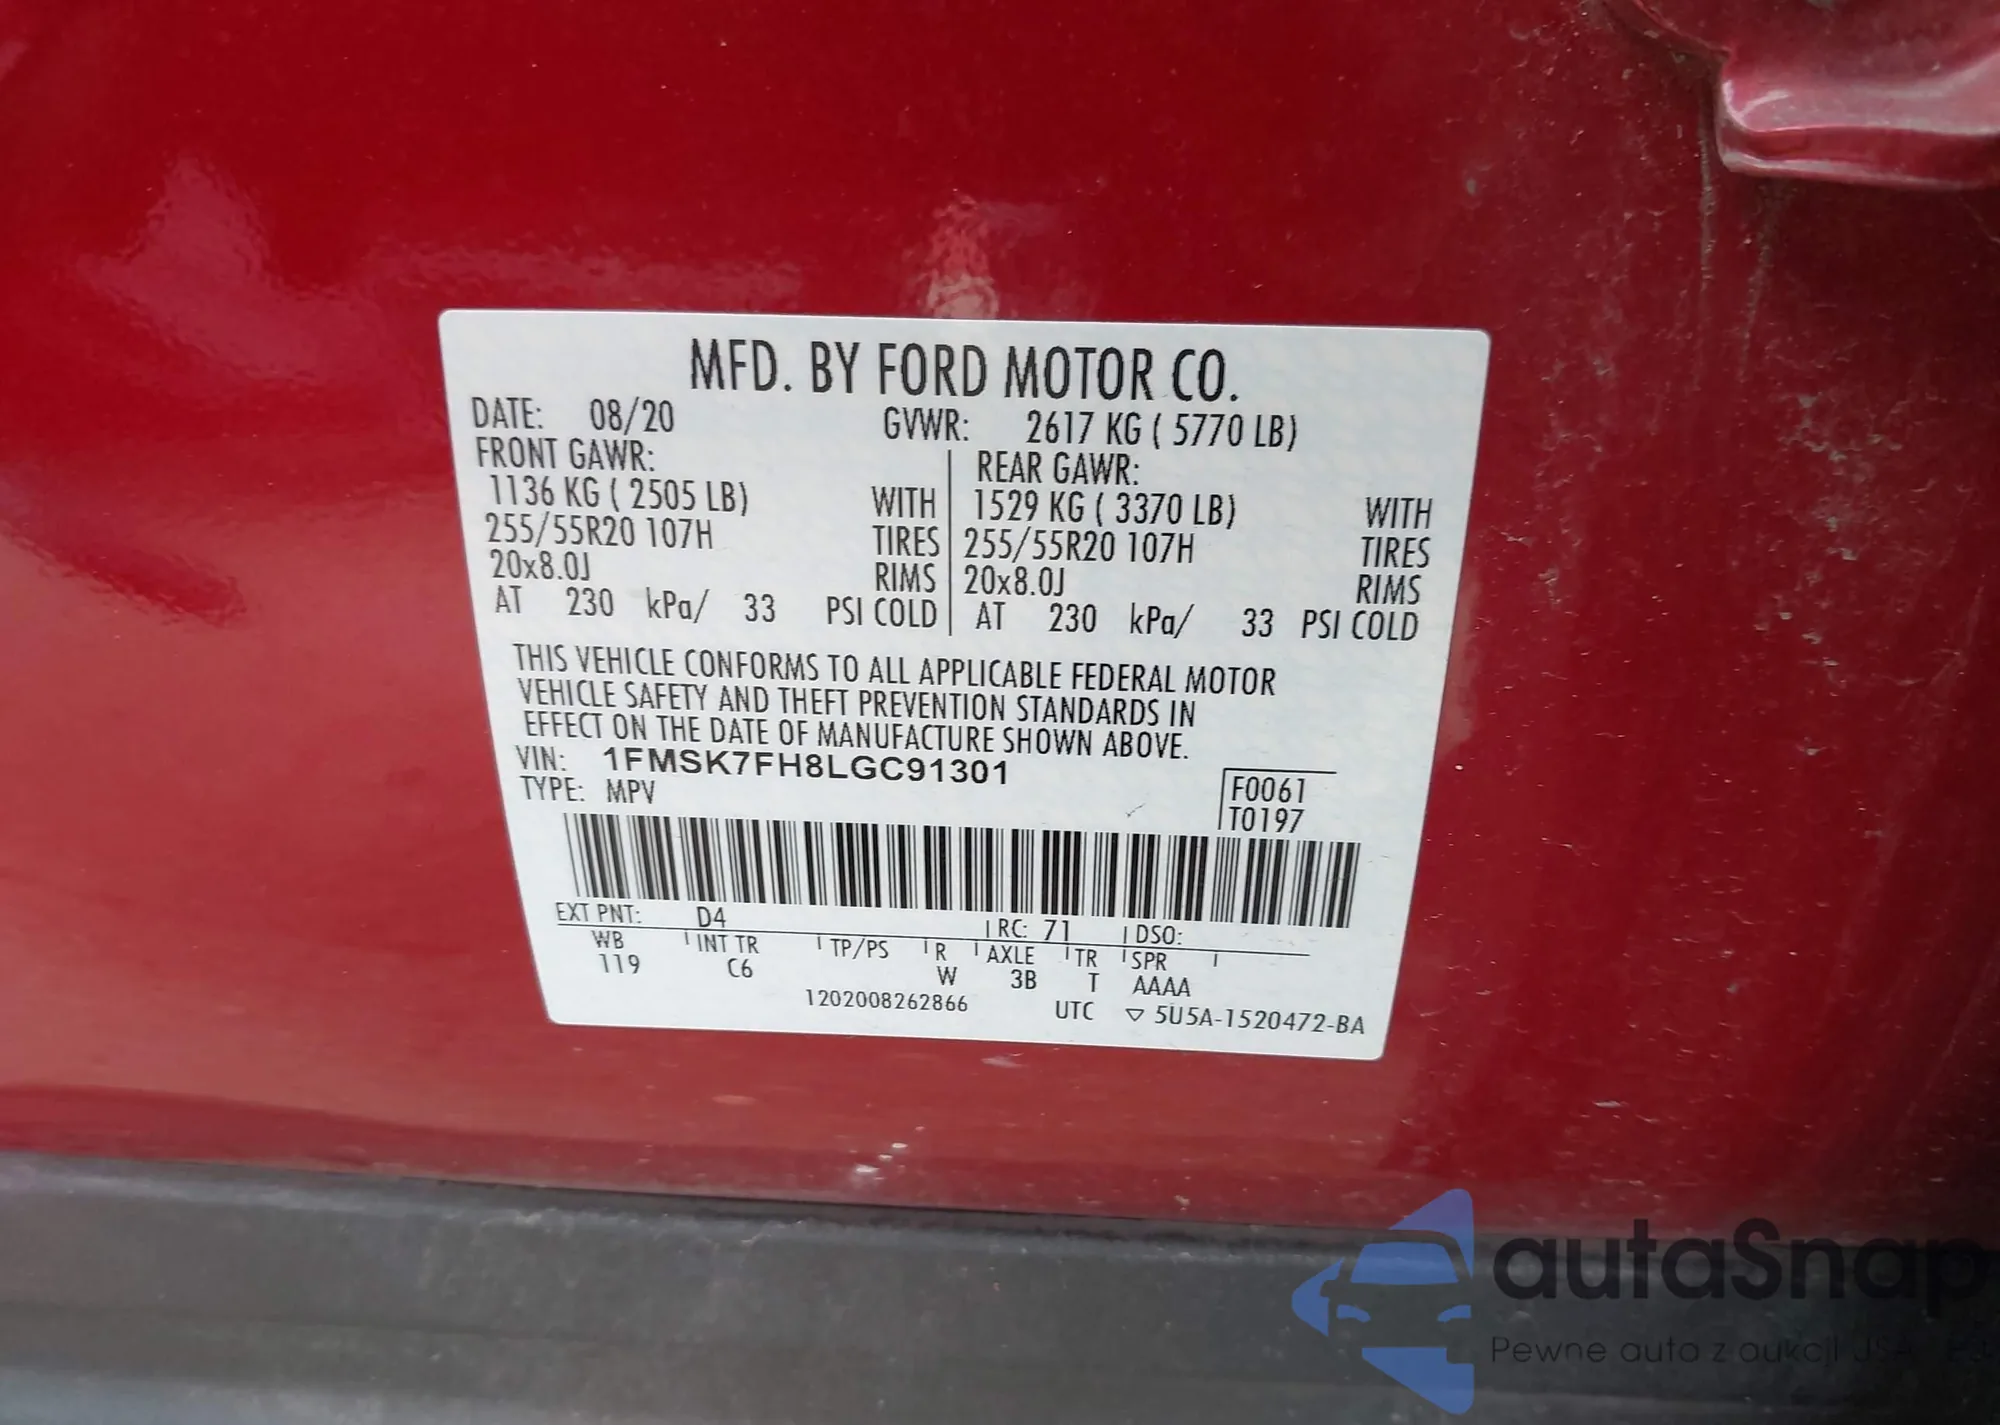 MFD. BY FORD MOTOR CO.
DATE: 08/20 GVWR: 2617 KG ( 5770 LB)
FRONT GAWR: REAR GAWR:
1136 KG ( 2505 LB) WITH 1529 KG ( 3370 LB) WITH
255/55R20 107H TIRES 255/55R20 107H TIRES
20x8.0J RIMS 20x8.0J RIMS
AT 230 kPa/ 33 PSI COLD AT 230 kPa/ 33 PSI COLD
THIS VEHICLE CONFORMS TO ALL APPLICABLE FEDERAL MOTOR
VEHICLE SAFETY AND THEFT PREVENTION STANDARDS IN
EFFECT ON THE DATE OF MANUFACTURE SHOWN ABOVE.
VIN: 1FMSK7FH8LGC91301
TYPE: MPV
F0061
T0197
EXT PNT: D4 RC: 71 DSO:
WB INT TR TP/PS R AXLE TR SPR
119 C6 W 3B T AAAA
1202008262866 UTC ▽ 5U5A-1520472-BA
autaSnap
Pewne auto z aukcji